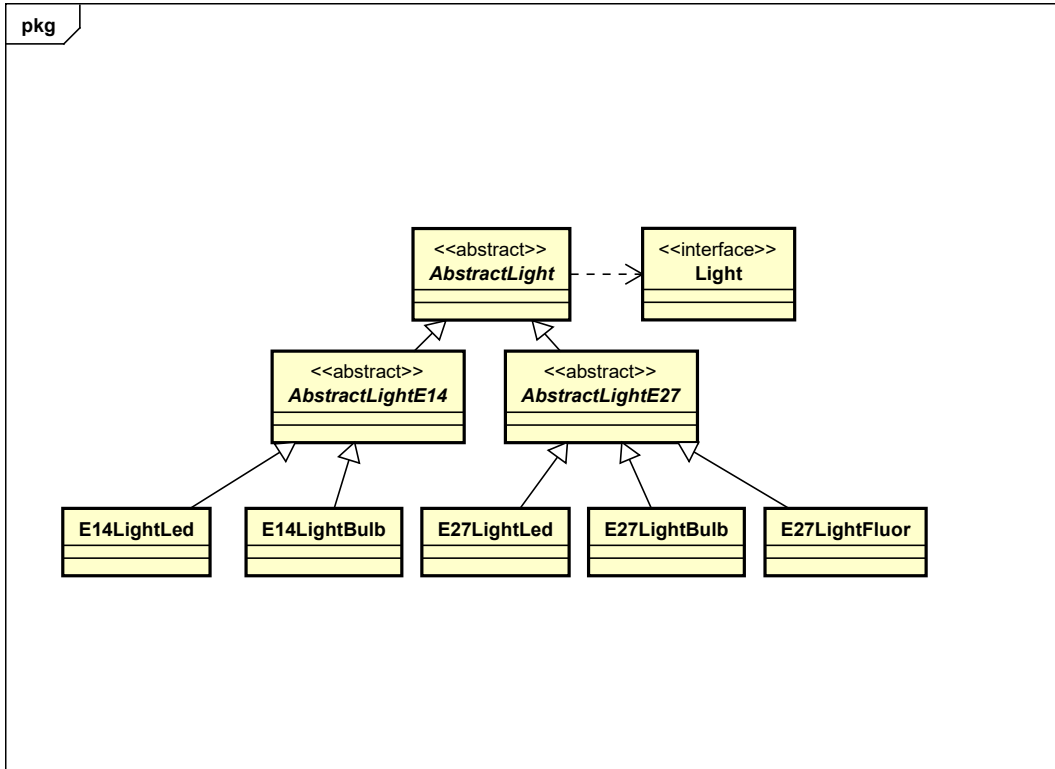 pkg
<<abstract>>
AbstractLight
<<interface>>
Light
<<abstract>>
AbstractLightE14
<<abstract>>
AbstractLightE27
E14LightLed
E14LightBulb
E27LightLed
E27LightBulb
E27LightFluor